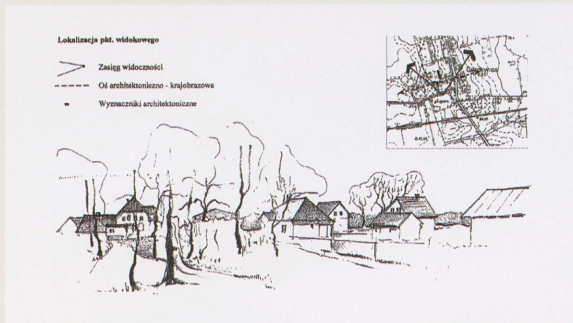 Lokalizacja pkt. widokowego
Zasięg widoczności
Oś architektoniczno - krajobrazowa
Wyznaczniki architektoniczne